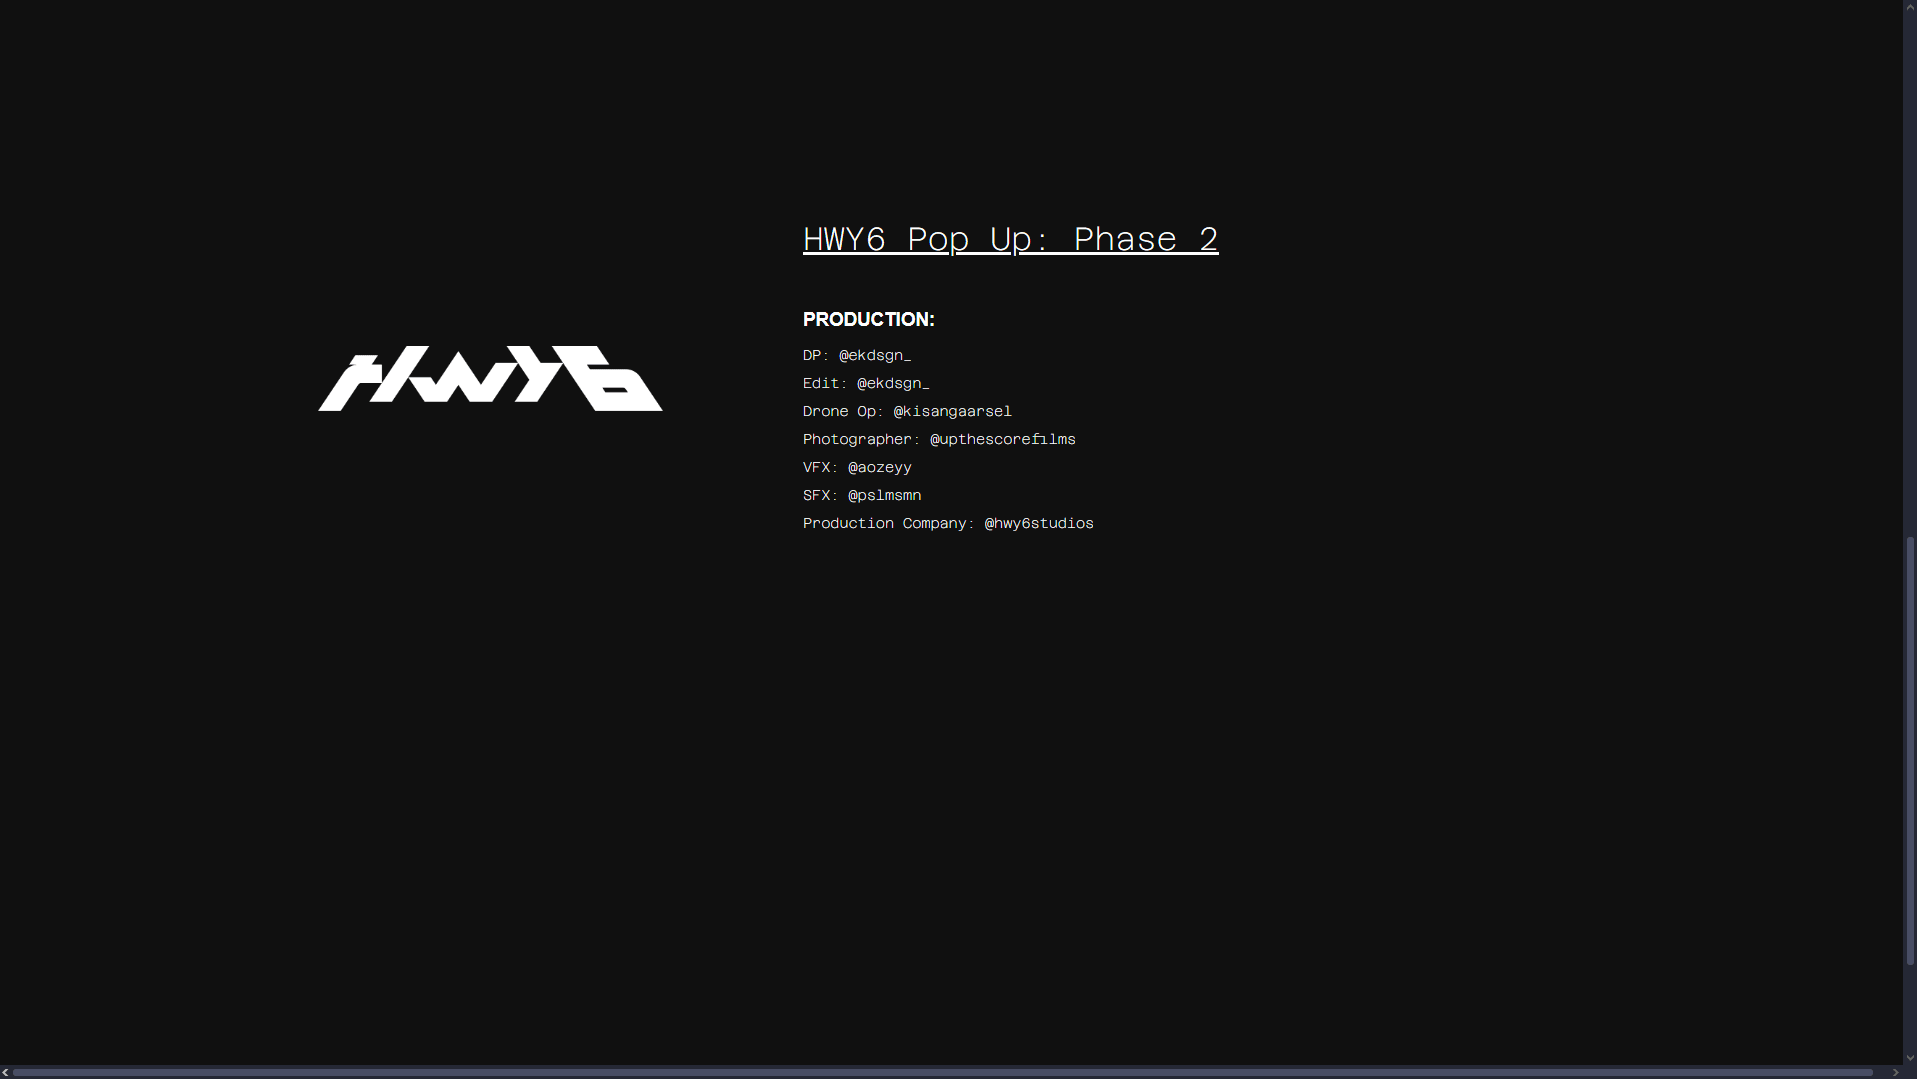 HWY6
HWY6 Pop Up: Phase 2
PRODUCTION:
DP: @ekdsgn_
Edit: @ekdsgn_
Drone Op: @kisangaarsel
Photographer: @upthescorefilms
VFX: @aozeyy
SFX: @pslmsmn
Production Company: @hwy6studios